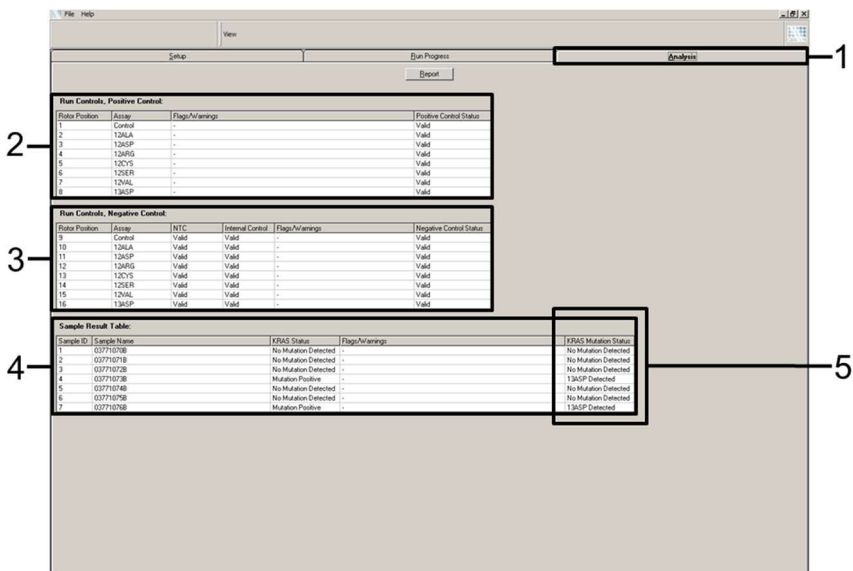 File Help
View
Setup Run Progress Analysis
1
Report
2
Run Controls, Positive Control:
Rotor Position Assay Flags/Warnings Positive Control Status
1 Control - Valid
2 12ALA - Valid
3 12ASP - Valid
4 12ARG - Valid
5 12CYS - Valid
6 12SER - Valid
7 12VAL - Valid
8 13ASP - Valid
3
Run Controls, Negative Control:
Rotor Position Assay NTC Internal Control Flags/Warnings Negative Control Status
9 Control Valid Valid - Valid
10 12ALA Valid Valid - Valid
11 12ASP Valid Valid - Valid
12 12ARG Valid Valid - Valid
13 12CYS Valid Valid - Valid
14 12SER Valid Valid - Valid
15 12VAL Valid Valid - Valid
16 13ASP Valid Valid - Valid
4
Sample Result Table:
Sample ID Sample Name KRAS Status Flags/Warnings KRAS Mutation Status
1 03771070B No Mutation Detected - No Mutation Detected
2 03771071B No Mutation Detected - No Mutation Detected
3 03771072B No Mutation Detected - No Mutation Detected
4 03771073B Mutation Positive - 13ASP Detected
5 03771074B No Mutation Detected - No Mutation Detected
6 03771075B No Mutation Detected - No Mutation Detected
7 03771076B Mutation Positive - 13ASP Detected
5